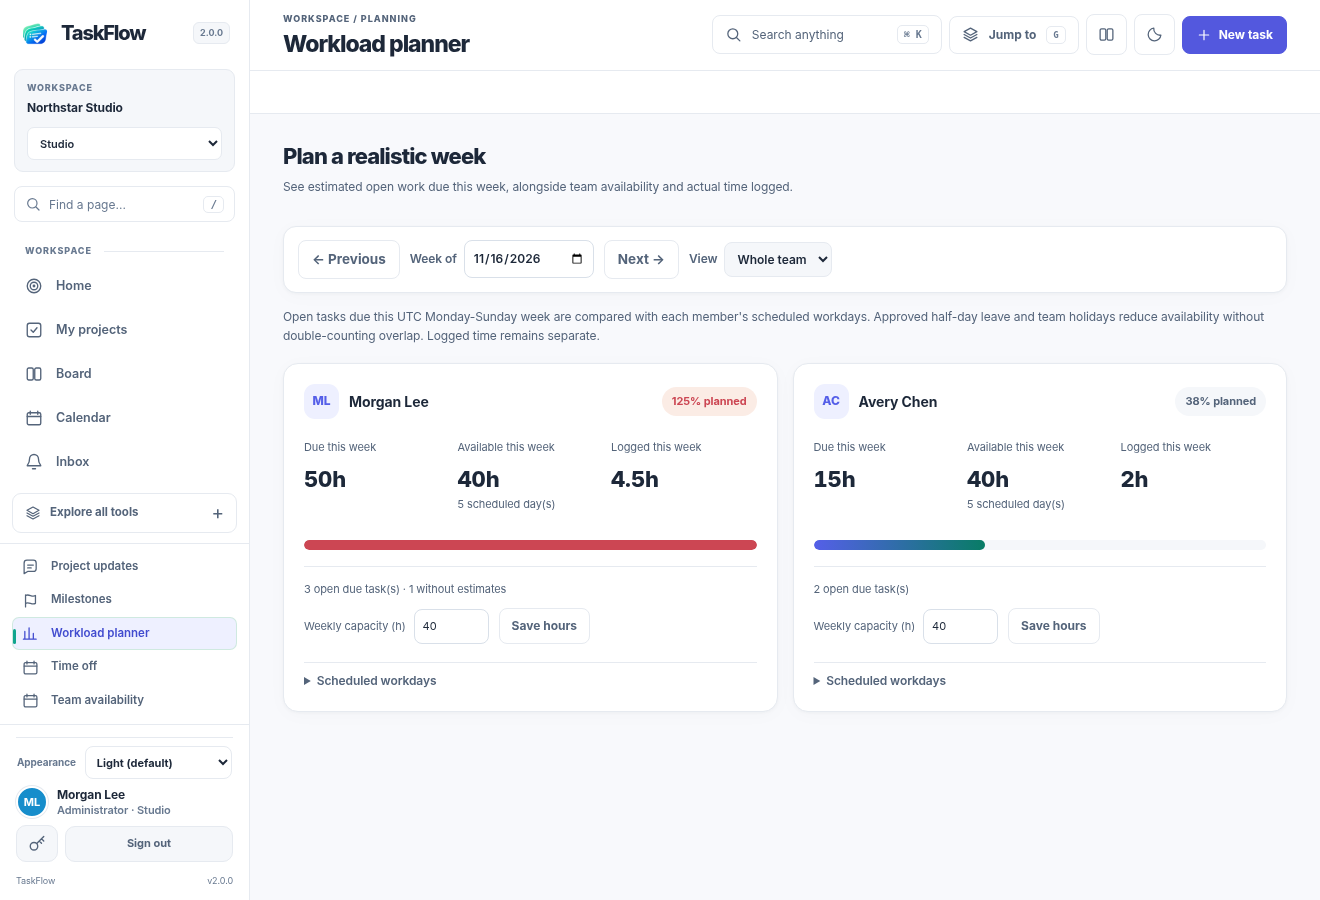 TaskFlow
2.0.0
WORKSPACE
Northstar Studio
Studio
Find a page...
/
WORKSPACE
Home
My projects
Board
Calendar
Inbox
Explore all tools
+
Project updates
Milestones
Workload planner
Time off
Team availability
Appearance
Light (default)
ML
Morgan Lee
Administrator · Studio
Sign out
TaskFlow
v2.0.0
WORKSPACE / PLANNING
Workload planner
Search anything
⌘ K
Jump to
G
+ New task
Plan a realistic week
See estimated open work due this week, alongside team availability and actual time logged.
← Previous
Week of
11/16/2026
Next →
View
Whole team
Open tasks due this UTC Monday-Sunday week are compared with each member's scheduled workdays. Approved half-day leave and team holidays reduce availability without
double-counting overlap. Logged time remains separate.
ML
Morgan Lee
125% planned
Due this week
Available this week
Logged this week
50h
40h
4.5h
5 scheduled day(s)
3 open due task(s) · 1 without estimates
Weekly capacity (h)
40
Save hours
Scheduled workdays
AC
Avery Chen
38% planned
Due this week
Available this week
Logged this week
15h
40h
2h
5 scheduled day(s)
2 open due task(s)
Weekly capacity (h)
40
Save hours
Scheduled workdays